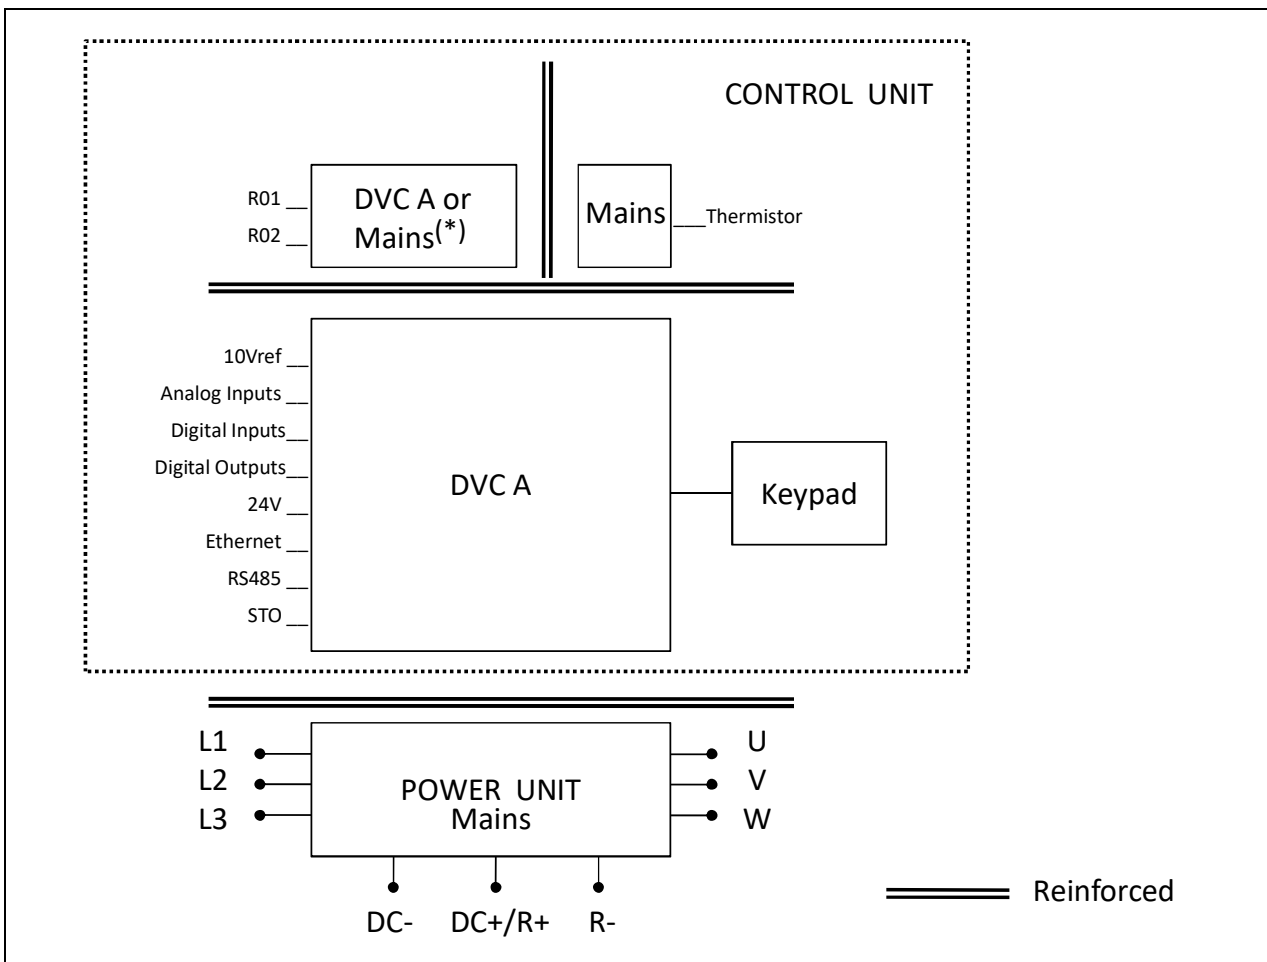 CONTROL UNIT
R01
R02
DVC A or
Mains(*)
Mains
Thermistor
10Vref
Analog Inputs
Digital Inputs
Digital Outputs
24V
Ethernet
RS485
STO
DVC A
Keypad
L1
L2
L3
POWER UNIT
Mains
U
V
W
DC-
DC+/R+
R-
Reinforced